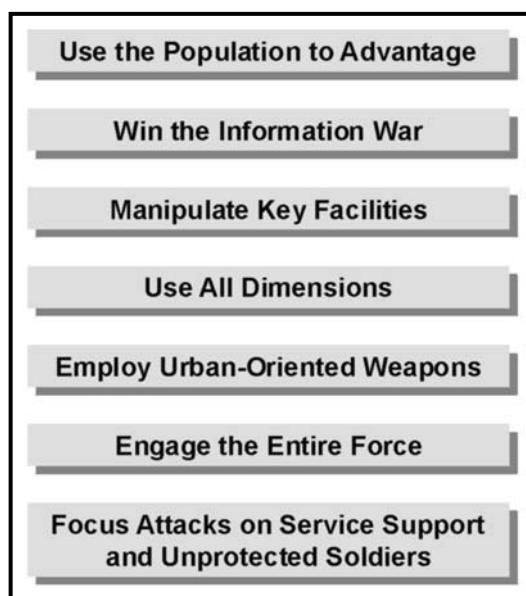 Use the Population to Advantage
Win the Information War
Manipulate Key Facilities
Use All Dimensions
Employ Urban-Oriented Weapons
Engage the Entire Force
Focus Attacks on Service Support
and Unprotected Soldiers